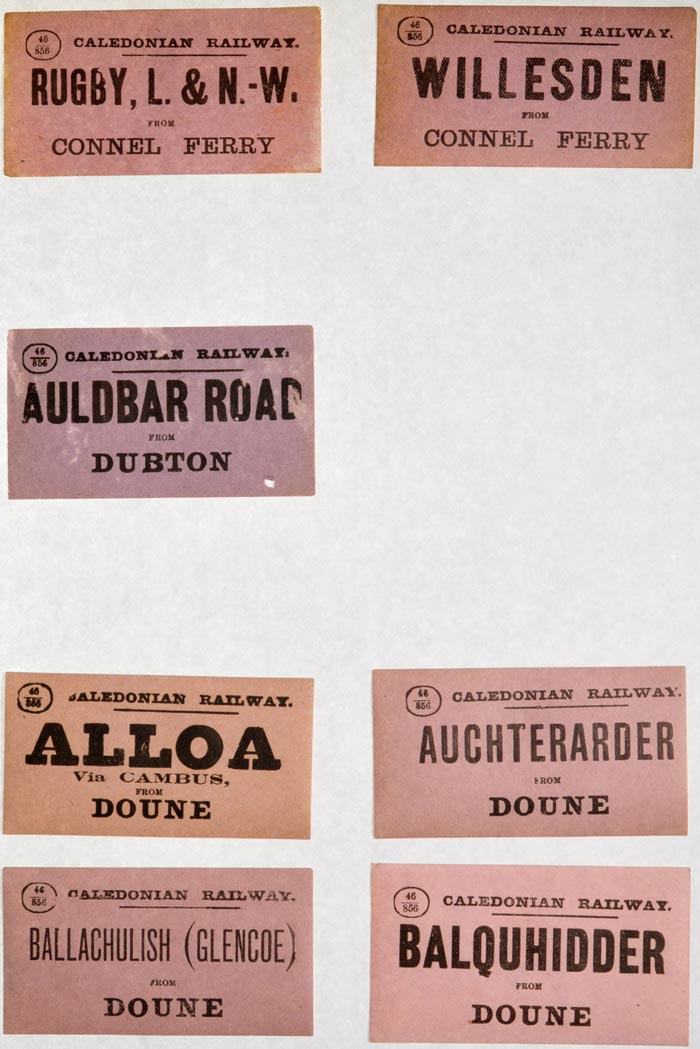 46
856
CALEDONIAN RAILWAY.
RUGBY, L. & N.-W.
FROM
CONNEL FERRY
46
856
CALEDONIAN RAILWAY.
WILLESDEN
FROM
CONNEL FERRY
46
856
CALEDONIAN RAILWAY.
AULDBAR ROAD
FROM
DUBTON
46
856
CALEDONIAN RAILWAY.
ALLOA
Via CAMBUS,
FROM
DOUNE
46
856
CALEDONIAN RAILWAY.
AUCHTERARDER
FROM
DOUNE
46
856
CALEDONIAN RAILWAY.
BALLACHULISH (GLENCOE)
FROM
DOUNE
46
856
CALEDONIAN RAILWAY.
BALQUHIDDER
FROM
DOUNE